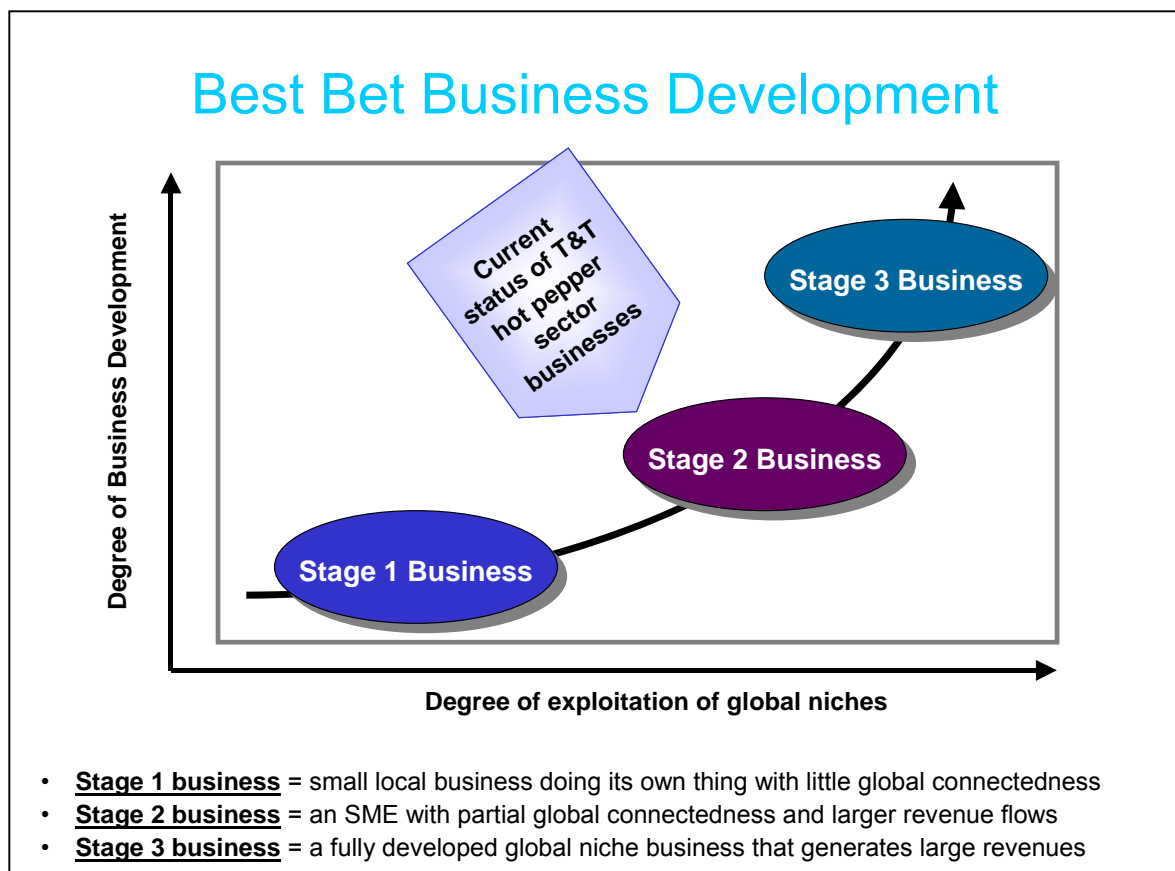 Best Bet Business Development
Degree of Business Development
Current
status of T&T
hot pepper
sector
businesses
Stage 3 Business
Stage 2 Business
Stage 1 Business
Degree of exploitation of global niches
• Stage 1 business = small local business doing its own thing with little global connectedness
• Stage 2 business = an SME with partial global connectedness and larger revenue flows
• Stage 3 business = a fully developed global niche business that generates large revenues